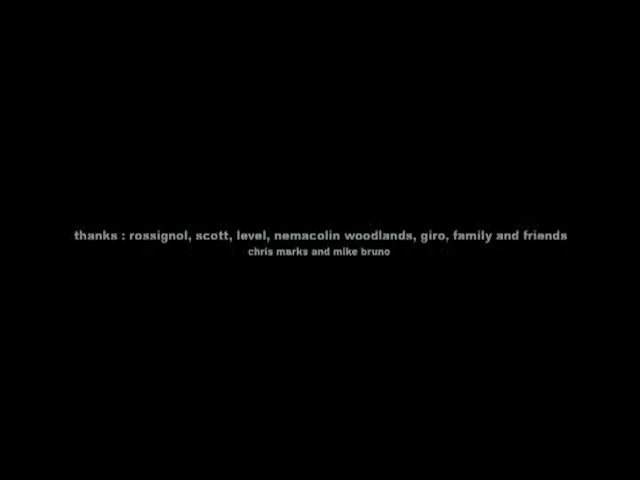 thanks : rossignol, scott, level, nemacolin woodlands, giro, family and friends
chris marks and mike bruno